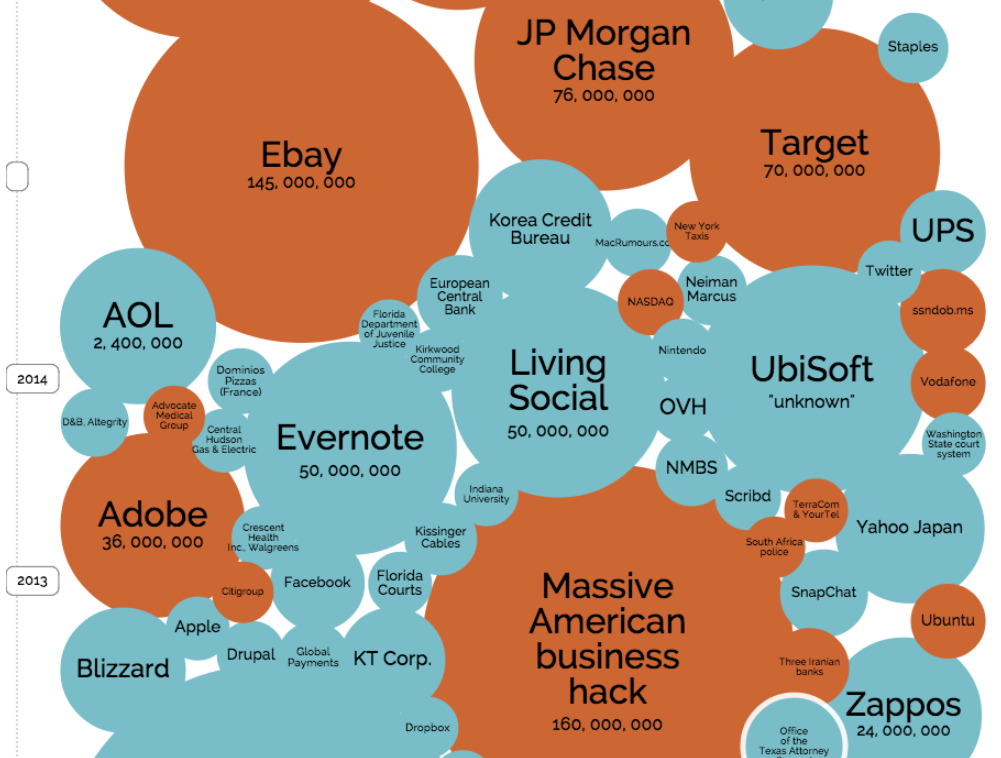 JP Morgan
Chase
76, 000, 000
Staples
Ebay
145, 000, 000
Target
70, 000, 000
Korea Credit
Bureau
MacRumours.co
New York
Taxis
UPS
Twitter
European
Central
Bank
NASDAQ
Neiman
Marcus
ssndob.ms
AOL
2, 400, 000
Florida
Department
of Juvenile
Justice
Kirkwood
Community
College
Nintendo
Living
Social
50, 000, 000
UbiSoft
"unknown"
Vodafone
2014
Dominios
Pizzas
(France)
D&B, Altegrity
Advocate
Medical
Group
Central
Hudson
Gas & Electric
Evernote
50, 000, 000
OVH
Washington
State court
system
NMBS
Indiana
University
Scribd
TerraCom
& YourTel
Yahoo Japan
Adobe
36, 000, 000
Crescent
Health
Inc., Walgreens
Kissinger
Cables
South Africa
police
2013
Citigroup
Facebook
Florida
Courts
Massive
American
business
hack
160, 000, 000
SnapChat
Ubuntu
Apple
Blizzard
Drupal
Global
Payments
KT Corp.
Three Iranian
banks
Zappos
24, 000, 000
Dropbox
Office
of the
Texas Attorney